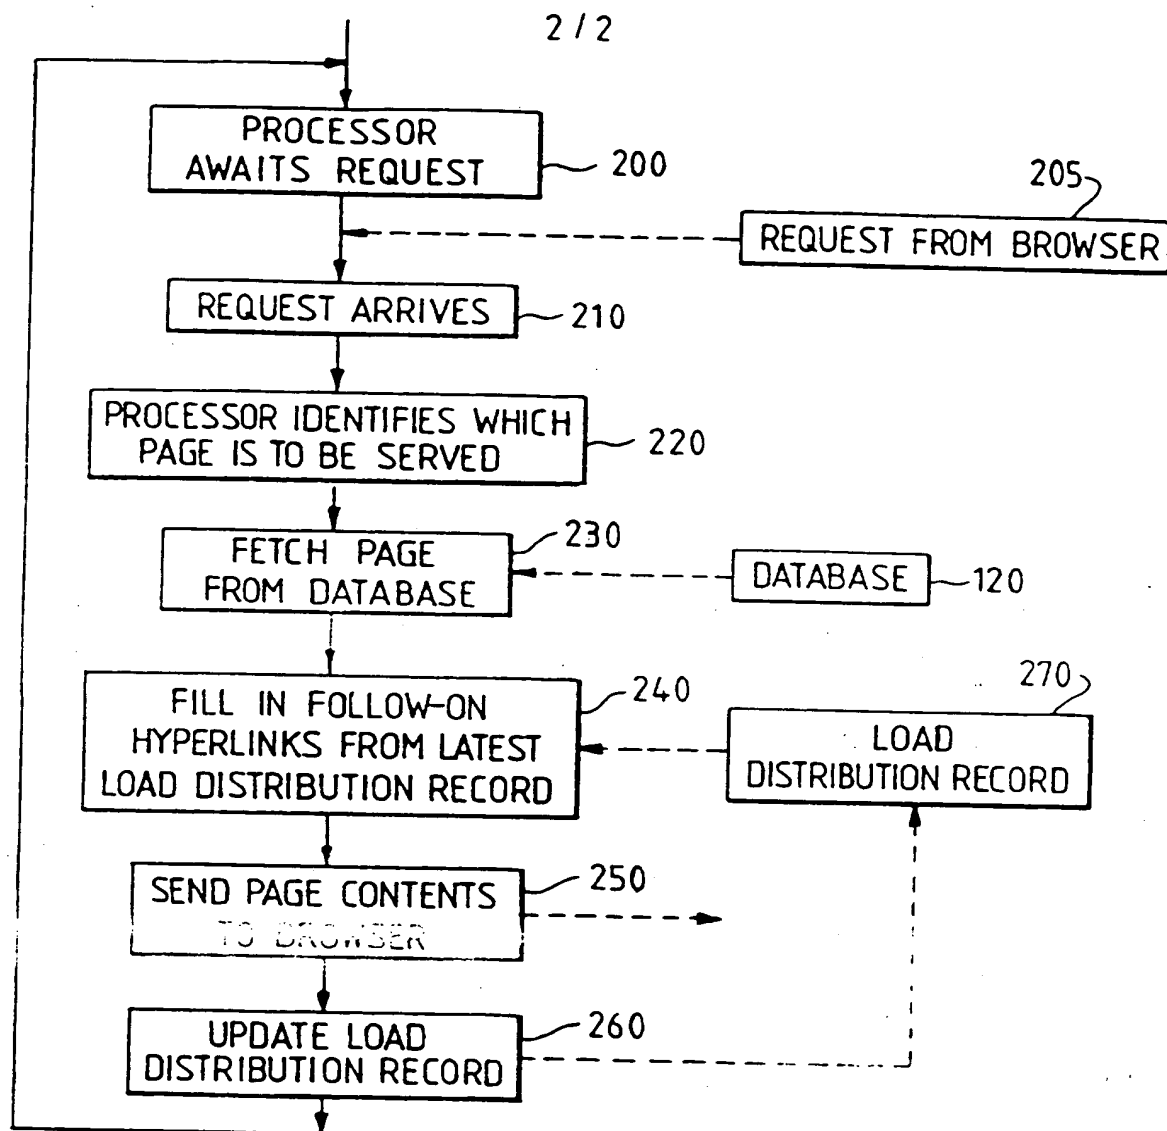 2/2
PROCESSOR
AWAITS REQUEST
200
205
REQUEST FROM BROWSER
REQUEST ARRIVES
210
PROCESSOR IDENTIFIES WHICH
PAGE IS TO BE SERVED
220
FETCH PAGE
FROM DATABASE
230
DATABASE
120
FILL IN FOLLOW-ON
HYPERLINKS FROM LATEST
LOAD DISTRIBUTION RECORD
240
270
LOAD
DISTRIBUTION RECORD
SEND PAGE CONTENTS
TO BROWSER
250
UPDATE LOAD
DISTRIBUTION RECORD
260